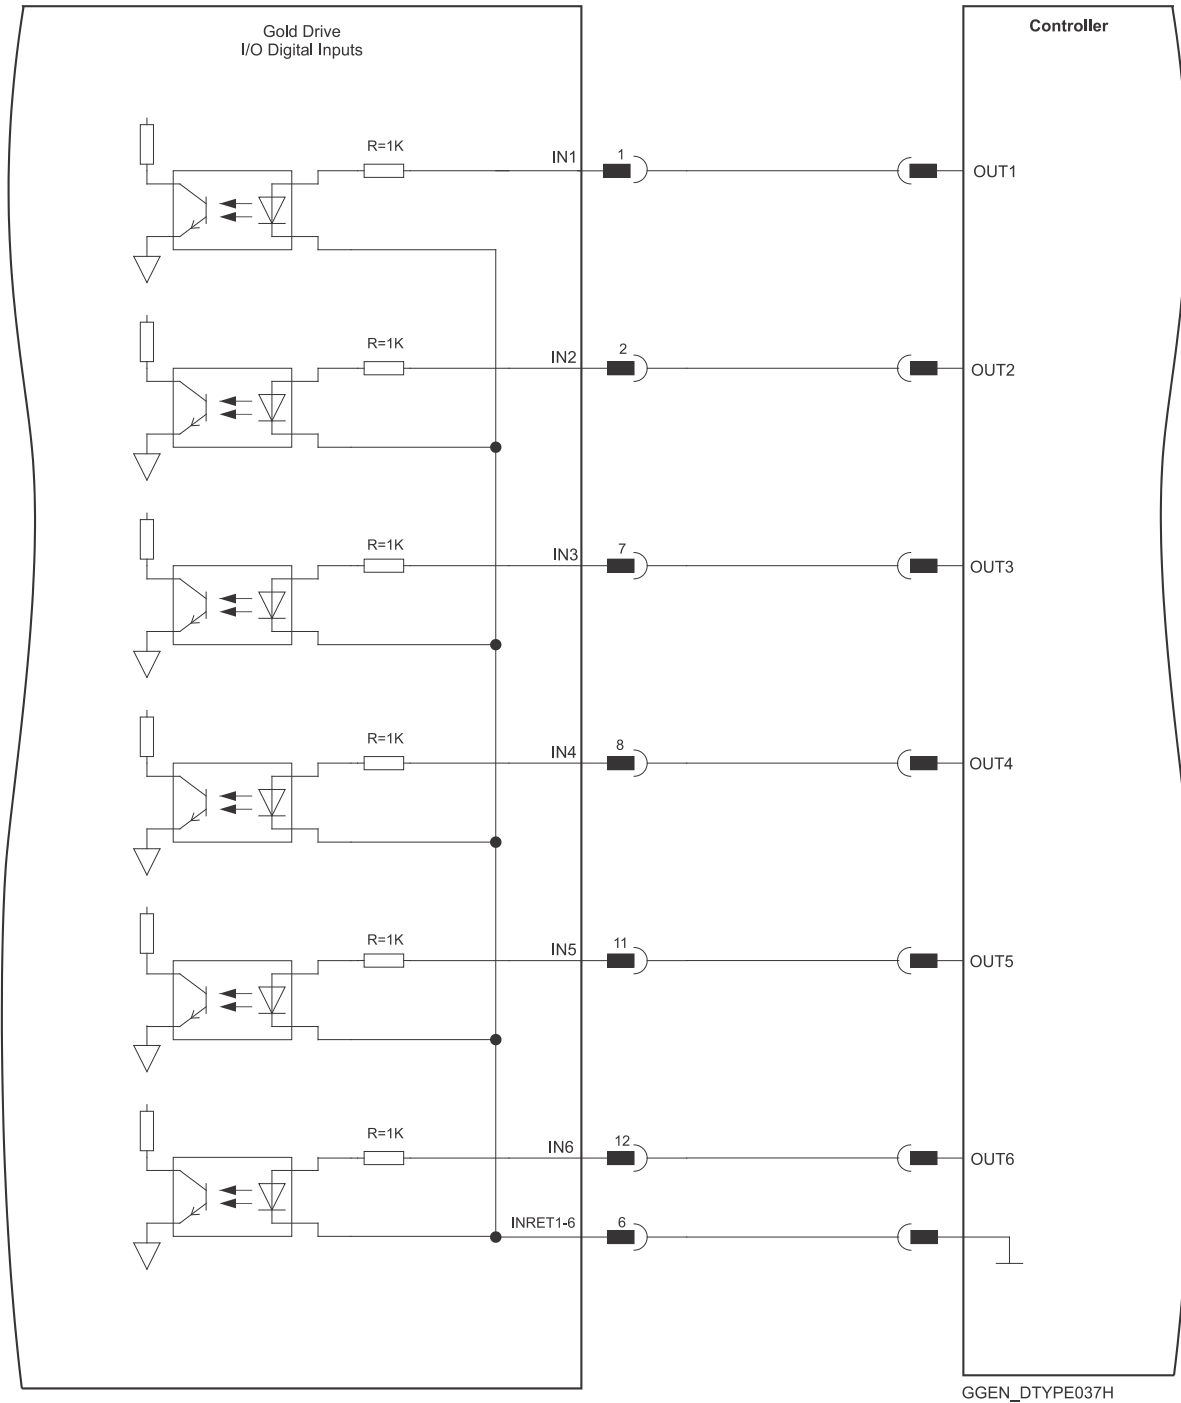 Gold Drive
I/O Digital Inputs
Controller
R=1K
IN1
1
OUT1
R=1K
IN2
2
OUT2
R=1K
IN3
7
OUT3
R=1K
IN4
8
OUT4
R=1K
IN5
11
OUT5
R=1K
IN6
12
OUT6
INRET1-6
6
GGEN_DTYPE037H